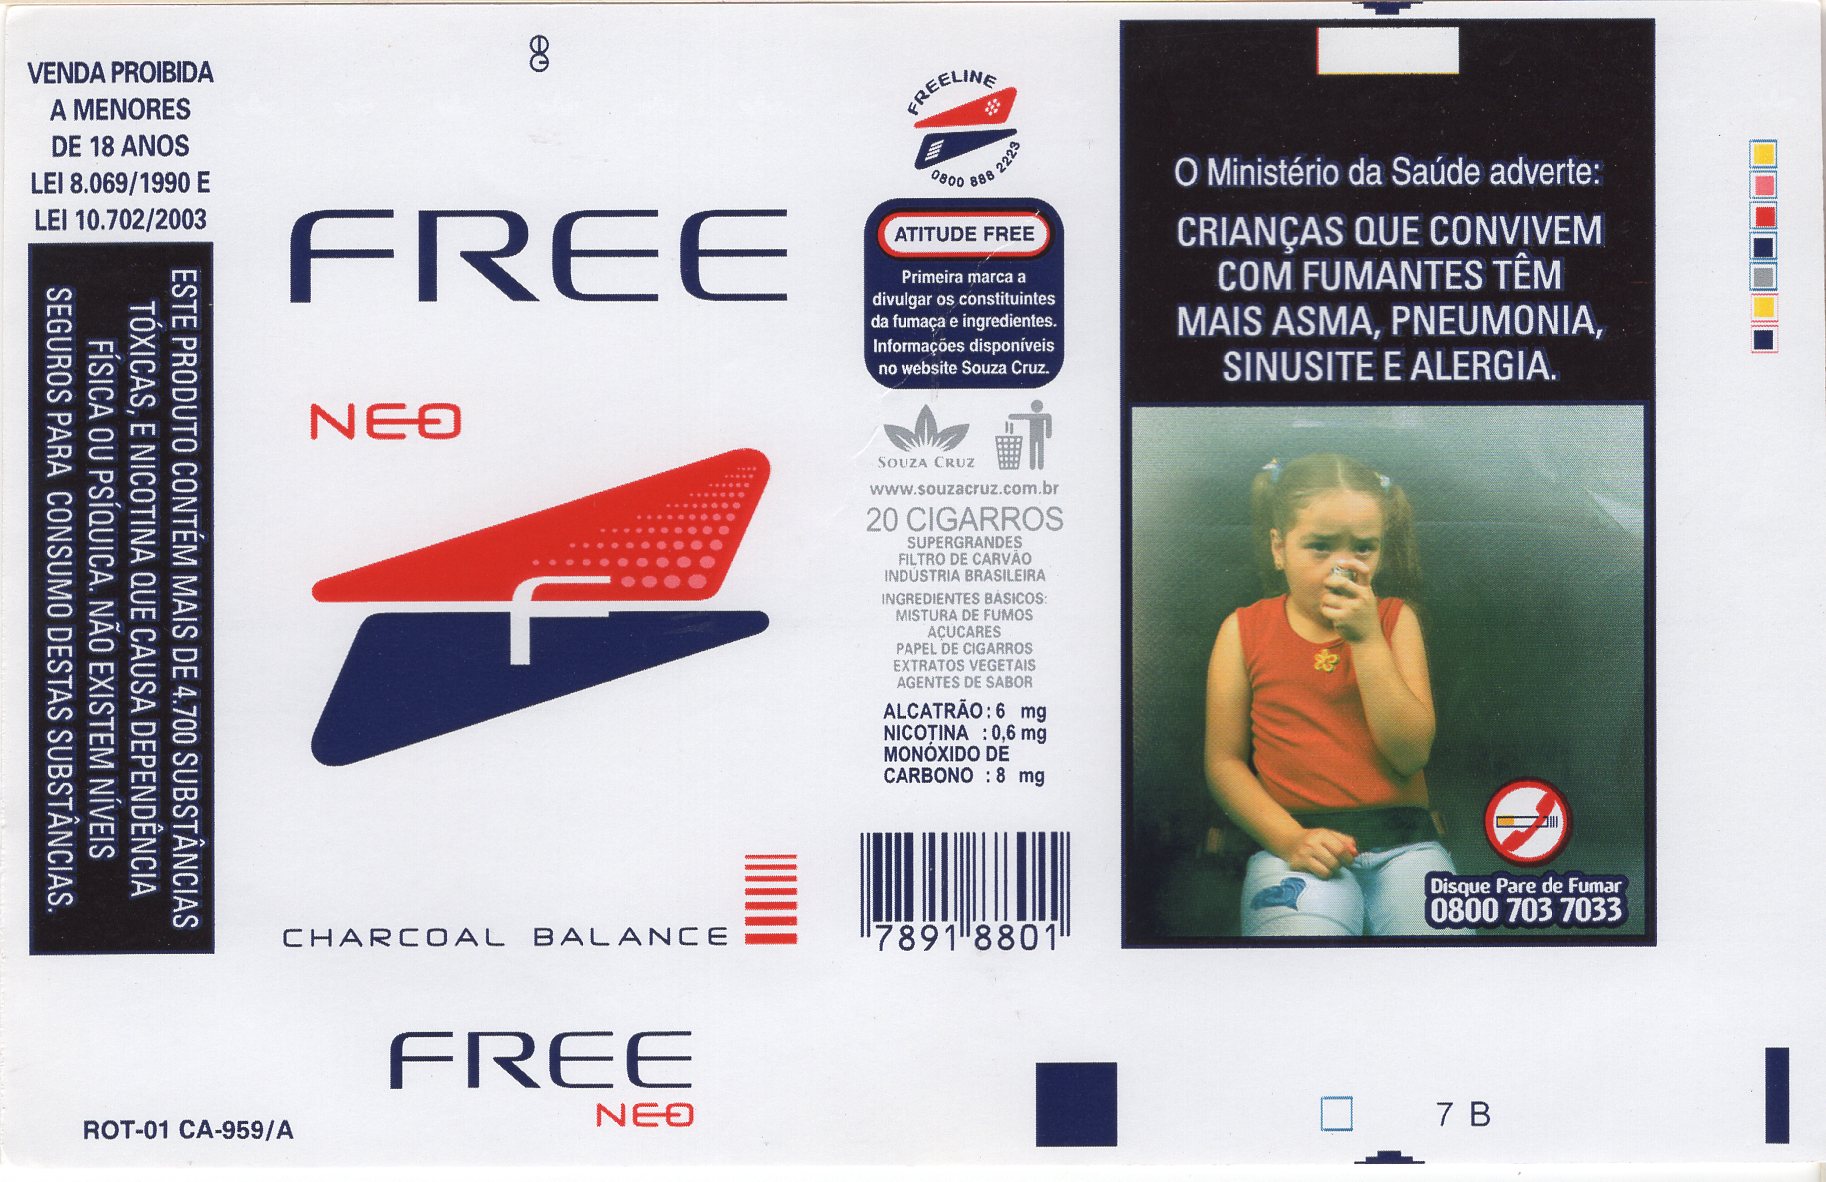 VENDA PROIBIDA
A MENORES
DE 18 ANOS
LEI 8.069/1990 E
LEI 10.702/2003
ESTE PRODUTO CONTÉM MAIS DE 4.700 SUBSTÂNCIAS
TÓXICAS, E NICOTINA QUE CAUSA DEPENDÊNCIA
FÍSICA OU PSÍQUICA. NÃO EXISTEM NÍVEIS
SEGUROS PARA CONSUMO DESTAS SUBSTÂNCIAS.
FREE
NEO
f
CHARCOAL BALANCE
FREE
NEO
ROT-01 CA-959/A
FREELINE
0800 888 2223
ATITUDE FREE
Primeira marca a
divulgar os constituintes
da fumaça e ingredientes.
Informações disponíveis
no website Souza Cruz.
SOUZA CRUZ
www.souzacruz.com.br
20 CIGARROS
SUPERGRANDES
FILTRO DE CARVÃO
INDÚSTRIA BRASILEIRA
INGREDIENTES BÁSICOS:
MISTURA DE FUMOS
AÇUCARES
PAPEL DE CIGARROS
EXTRATOS VEGETAIS
AGENTES DE SABOR
ALCATRÃO : 6 mg
NICOTINA : 0,6 mg
MONÓXIDO DE
CARBONO : 8 mg
78918801
O Ministério da Saúde adverte:
CRIANÇAS QUE CONVIVEM
COM FUMANTES TÊM
MAIS ASMA, PNEUMONIA,
SINUSITE E ALERGIA.
Disque Pare de Fumar
0800 703 7033
7 B